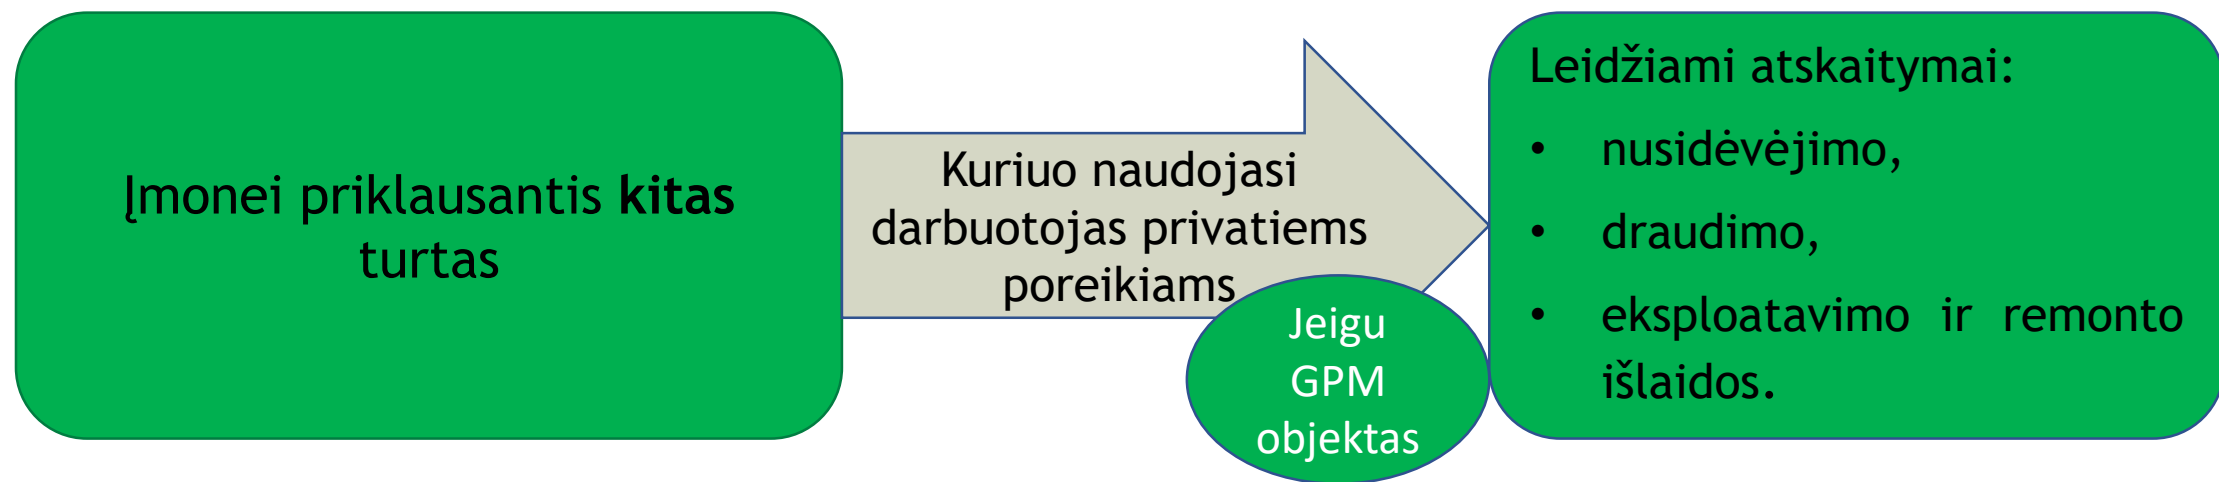 Įmonei priklausantis kitas
turtas
Kuriuo naudojasi
darbuotojas privatiems
poreikiams
Jeigu
GPM
objektas
Leidžiami atskaitymai:
• nusidėvėjimo,
• draudimo,
• eksploatavimo ir remonto
išlaidos.